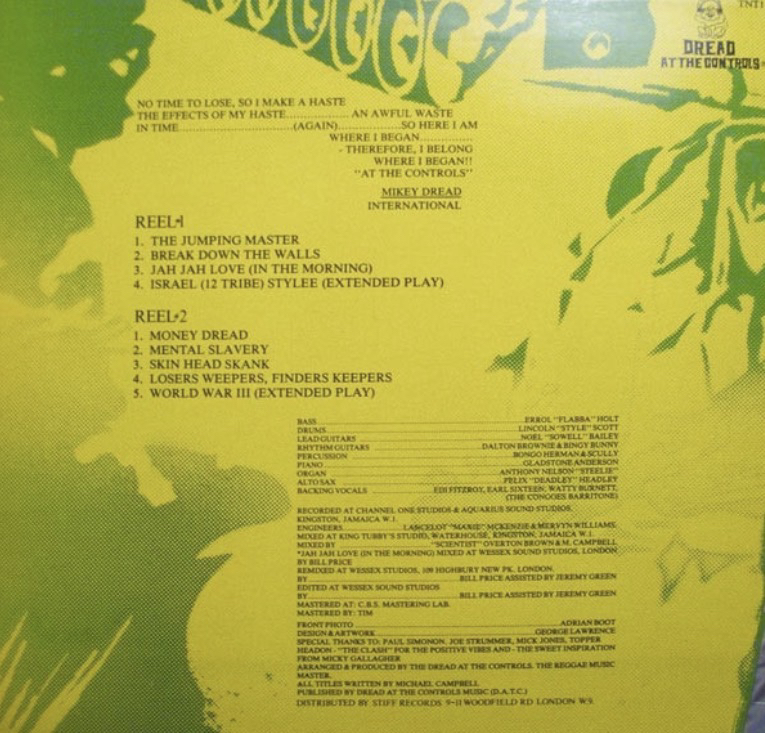 TNT1
DREAD
AT THE CONTROLS
NO TIME TO LOSE, SO I MAKE A HASTE
THE EFFECTS OF MY HASTE................AN AWFUL WASTE
IN TIME............................(AGAIN)................SO HERE I AM
WHERE I BEGAN..............
- THEREFORE, I BELONG
WHERE I BEGAN!!
"AT THE CONTROLS"
MIKEY DREAD
INTERNATIONAL
REEL-1
1. THE JUMPING MASTER
2. BREAK DOWN THE WALLS
3. JAH JAH LOVE (IN THE MORNING)
4. ISRAEL (12 TRIBE) STYLEE (EXTENDED PLAY)
REEL-2
1. MONEY DREAD
2. MENTAL SLAVERY
3. SKIN HEAD SKANK
4. LOSERS WEEPERS, FINDERS KEEPERS
5. WORLD WAR III (EXTENDED PLAY)
BASS ........ ERROL "FLABBA" HOLT
DRUMS ........ LINCOLN "STYLE" SCOTT
LEAD GUITARS ........ NOEL "SOWELL" BAILEY
RHYTHM GUITARS ........ DALTON BROWNIE & BINGY BUNNY
PERCUSSION ........ BONGO HERMAN & SCULLY
PIANO ........ GLADSTONE ANDERSON
ORGAN ........ ANTHONY NELSON "STEELIE"
ALTO SAX ........ FELIX "DEADLEY" HEADLEY
BACKING VOCALS ........ EDI FITZROY, EARL SIXTEEN, WATTY BURNETT,
(THE CONGOES BARRITONE)
RECORDED AT CHANNEL ONE STUDIOS & AQUARIUS SOUND STUDIOS,
KINGSTON, JAMAICA W.I.
ENGINEERS ........ LANCELOT "MAXIE" MCKENZIE & MERVYN WILLIAMS.
MIXED AT KING TUBBY'S STUDIO, WATERHOUSE, KINGSTON, JAMAICA W.I.
MIXED BY ........ "SCIENTIST" OVERTON BROWN & M. CAMPBELL
*JAH JAH LOVE (IN THE MORNING) MIXED AT WESSEX SOUND STUDIOS, LONDON
BY BILL PRICE
REMIXED AT WESSEX STUDIOS, 109 HIGHBURY NEW PK. LONDON.
BY ........ BILL PRICE ASSISTED BY JEREMY GREEN
EDITED AT WESSEX SOUND STUDIOS
BY ........ BILL PRICE ASSISTED BY JEREMY GREEN
MASTERED AT: C.B.S. MASTERING LAB.
MASTERED BY: TIM
FRONT PHOTO ........ ADRIAN BOOT
DESIGN & ARTWORK ........ GEORGE LAWRENCE
SPECIAL THANKS TO: PAUL SIMONON, JOE STRUMMER, MICK JONES, TOPPER
HEADON - "THE CLASH" FOR THE POSITIVE VIBES AND - THE SWEET INSPIRATION
FROM MICKY GALLAGHER
ARRANGED & PRODUCED BY THE DREAD AT THE CONTROLS. THE REGGAE MUSIC
MASTER.
ALL TITLES WRITTEN BY MICHAEL CAMPBELL
PUBLISHED BY DREAD AT THE CONTROLS MUSIC (D.A.T.C.)
DISTRIBUTED BY STIFF RECORDS 9-11 WOODFIELD RD LONDON W.9.